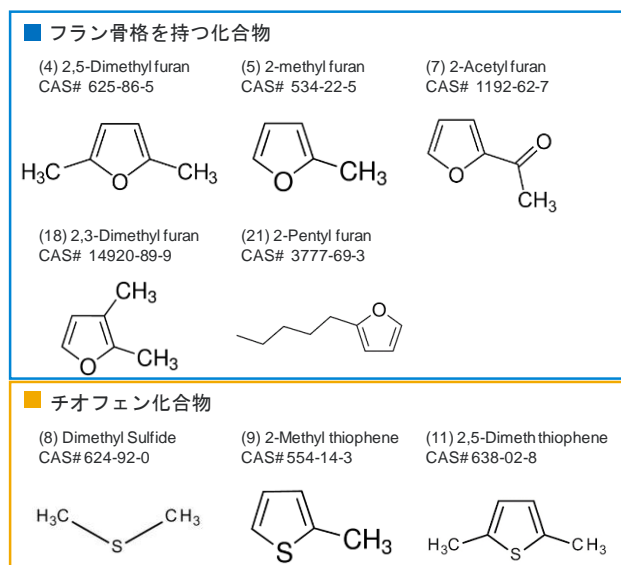 フラン骨格を持つ化合物
(4) 2,5-Dimethyl furan
CAS# 625-86-5
(5) 2-methyl furan
CAS# 534-22-5
(7) 2-Acetyl furan
CAS# 1192-62-7
H₃C O CH₃
O CH₃
O O CH₃
(18) 2,3-Dimethyl furan
CAS# 14920-89-9
(21) 2-Pentyl furan
CAS# 3777-69-3
CH₃
O CH₃
O
チオフェン化合物
(8) Dimethyl Sulfide
CAS# 624-92-0
(9) 2-Methyl thiophene
CAS# 554-14-3
(11) 2,5-Dimeth thiophene
CAS# 638-02-8
H₃C S CH₃
S CH₃
H₃C S CH₃